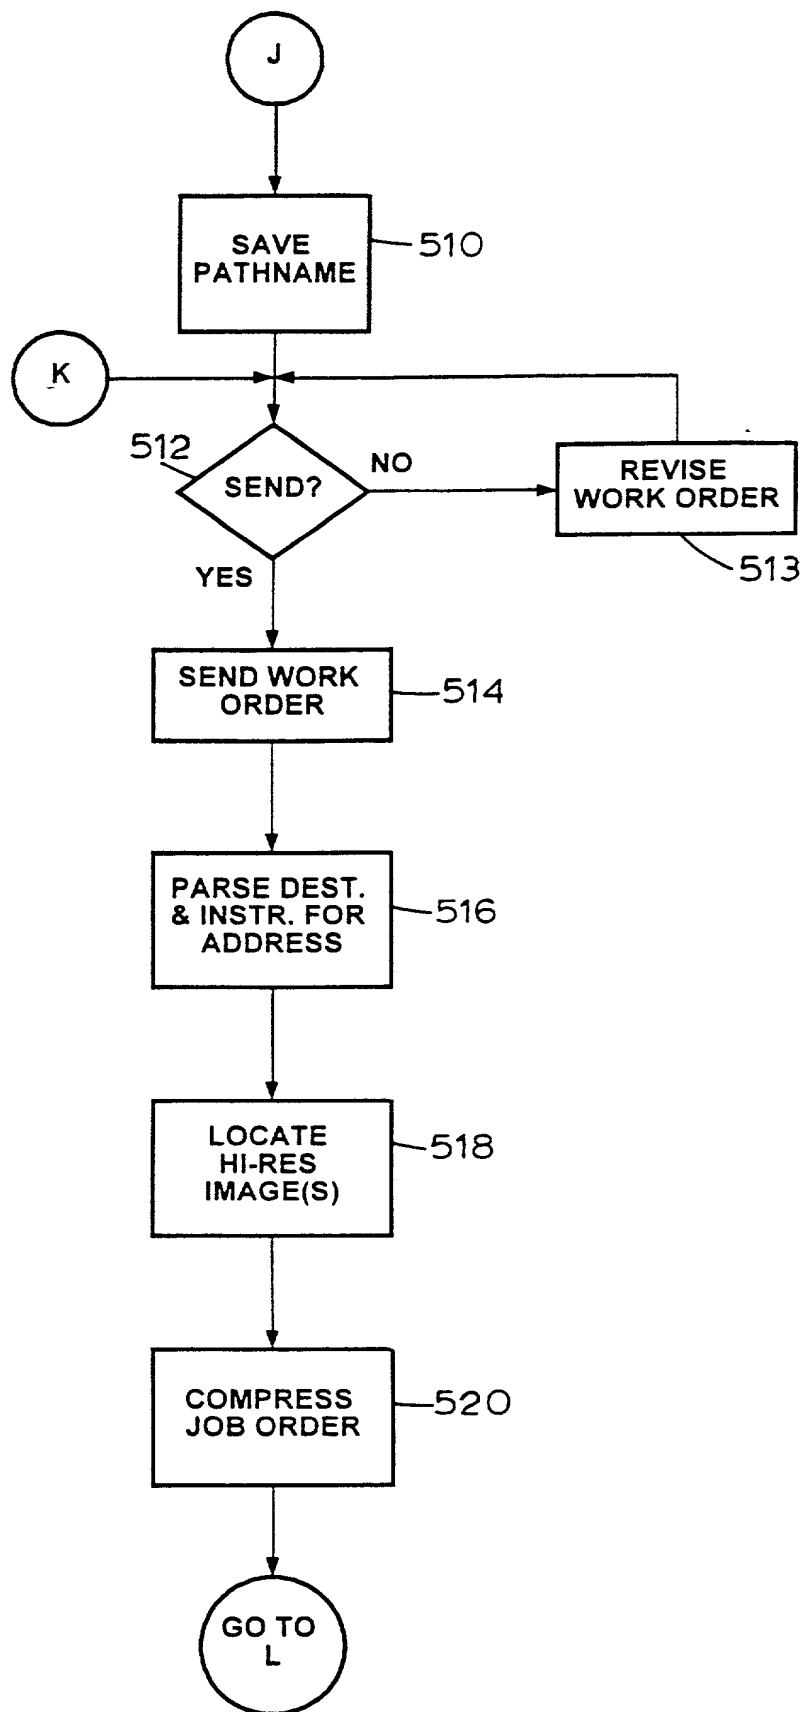 J
SAVE
PATHNAME
510
K
512
SEND?
NO
REVISE
WORK ORDER
513
YES
SEND WORK
ORDER
514
PARSE DEST.
& INSTR. FOR
ADDRESS
516
LOCATE
HI-RES
IMAGE(S)
518
COMPRESS
JOB ORDER
520
GO TO
L